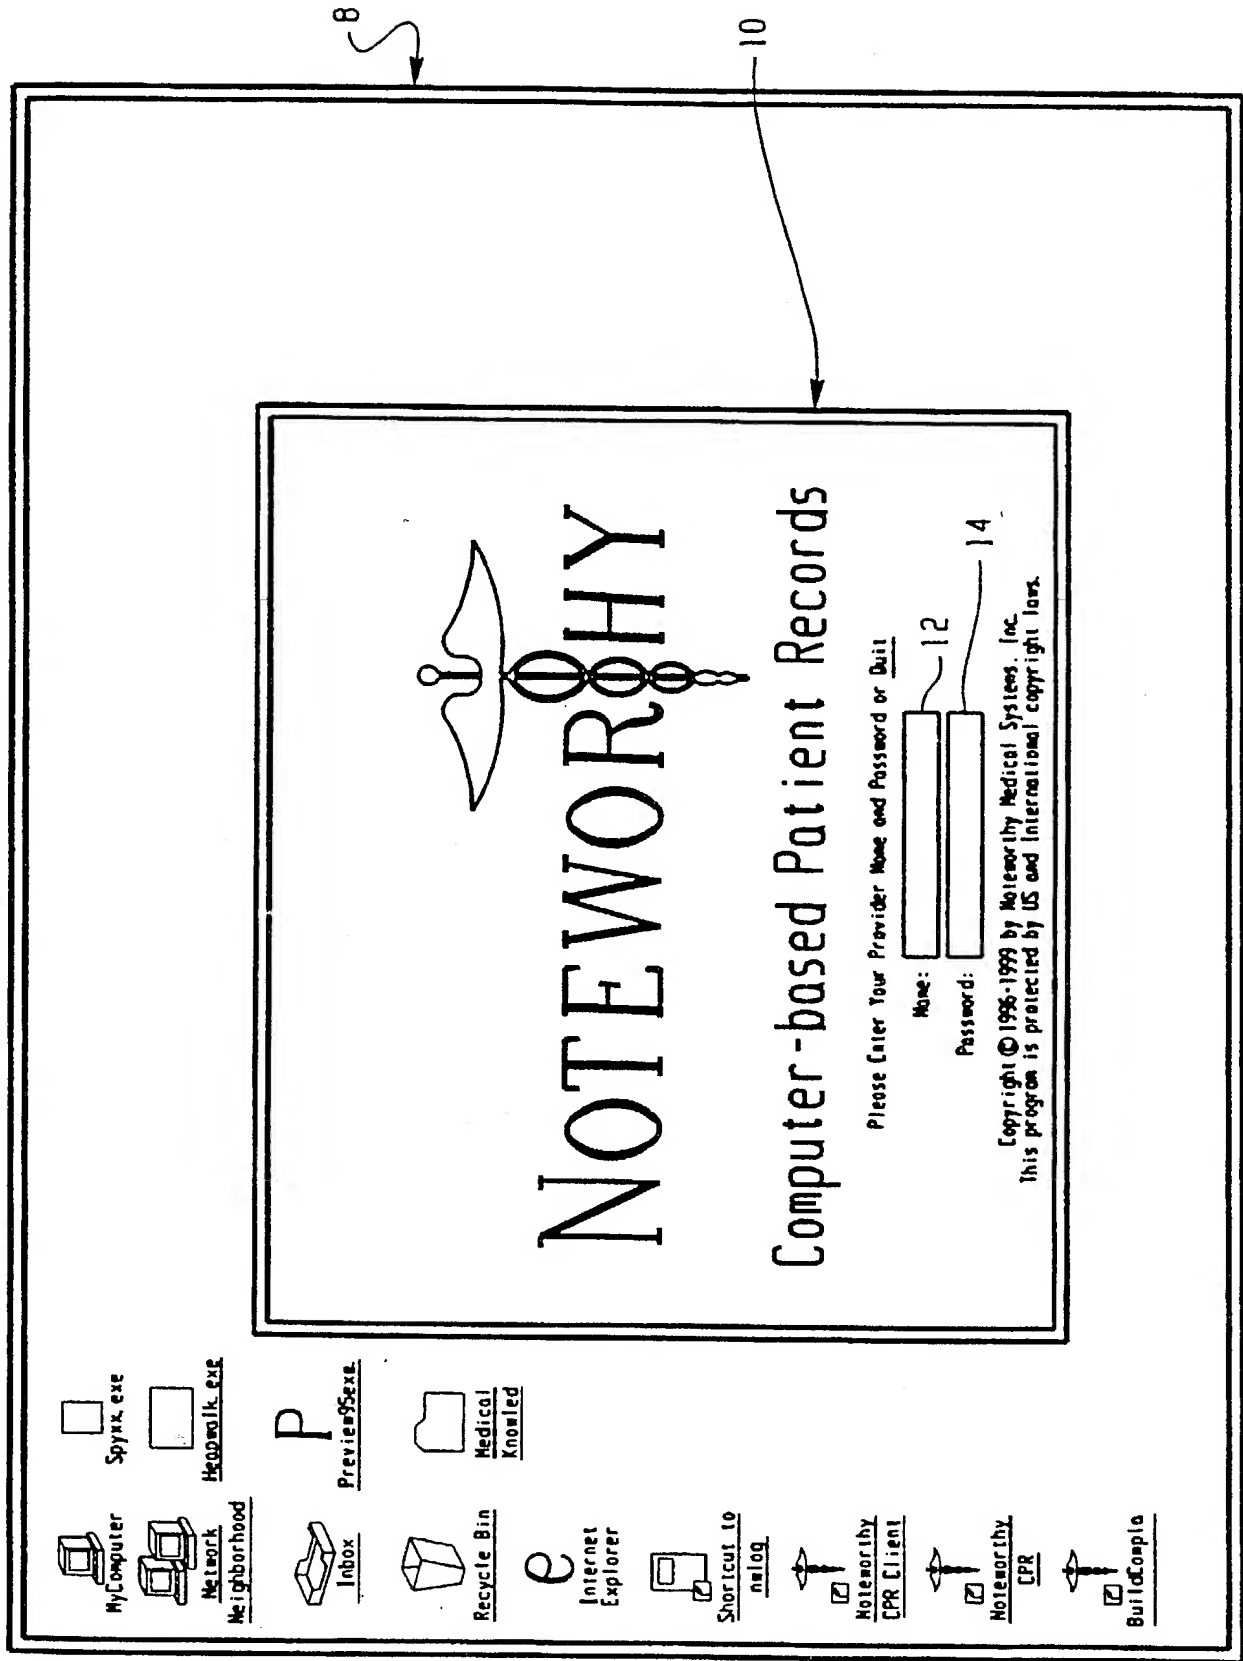 8
10
MyComputer
Spyxx.exe
Network
Neighborhood
Heapwalk.exe
Inbox
Preview95exe.
Recycle Bin
Medical
Knowled
Internet
Explorer
Shortcut to
nwlog
Noteworthy
CPR Client
Noteworthy
CPR
BuildCompla
NOTEWORTHY
Computer-based Patient Records
Please Enter Your Provider Name and Password or Quit
Name:
12
Password:
14
Copyright © 1996-1999 by Noteworthy Medical Systems, Inc.
This program is protected by US and International copyright laws.